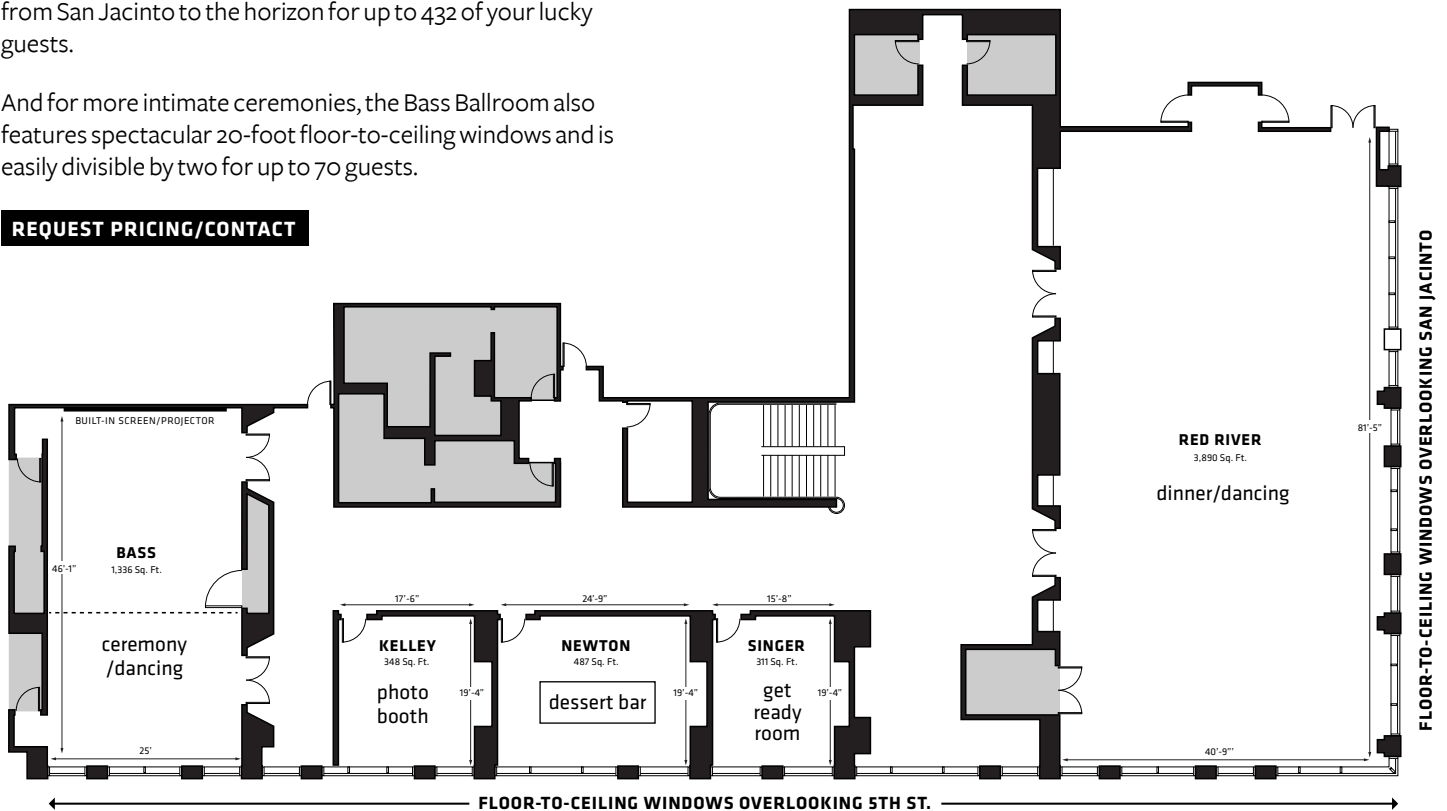 from San Jacinto to the horizon for up to 432 of your lucky
guests.
And for more intimate ceremonies, the Bass Ballroom also
features spectacular 20-foot floor-to-ceiling windows and is
easily divisible by two for up to 70 guests.
REQUEST PRICING/CONTACT
BUILT-IN SCREEN/PROJECTOR
BASS
1,336 Sq. Ft.
46'-1"
ceremony
/dancing
25'
17'-6"
KELLEY
348 Sq. Ft.
photo
booth
19'-4"
24'-9"
NEWTON
487 Sq. Ft.
dessert bar
19'-4"
15'-8"
SINGER
311 Sq. Ft.
get
ready
room
19'-4"
RED RIVER
3,890 Sq. Ft.
dinner/dancing
81'-5"
40'-9"'
FLOOR-TO-CEILING WINDOWS OVERLOOKING SAN JACINTO
FLOOR-TO-CEILING WINDOWS OVERLOOKING 5TH ST.